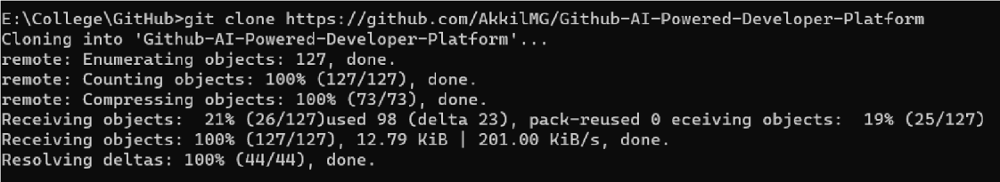 E:\College\GitHub>git clone https://github.com/AkkilMG/Github-AI-Powered-Developer-Platform
Cloning into 'Github-AI-Powered-Developer-Platform'...
remote: Enumerating objects: 127, done.
remote: Counting objects: 100% (127/127), done.
remote: Compressing objects: 100% (73/73), done.
Receiving objects:  21% (26/127)used 98 (delta 23), pack-reused 0 eceiving objects:  19% (25/127)
Receiving objects: 100% (127/127), 12.79 KiB | 201.00 KiB/s, done.
Resolving deltas: 100% (44/44), done.